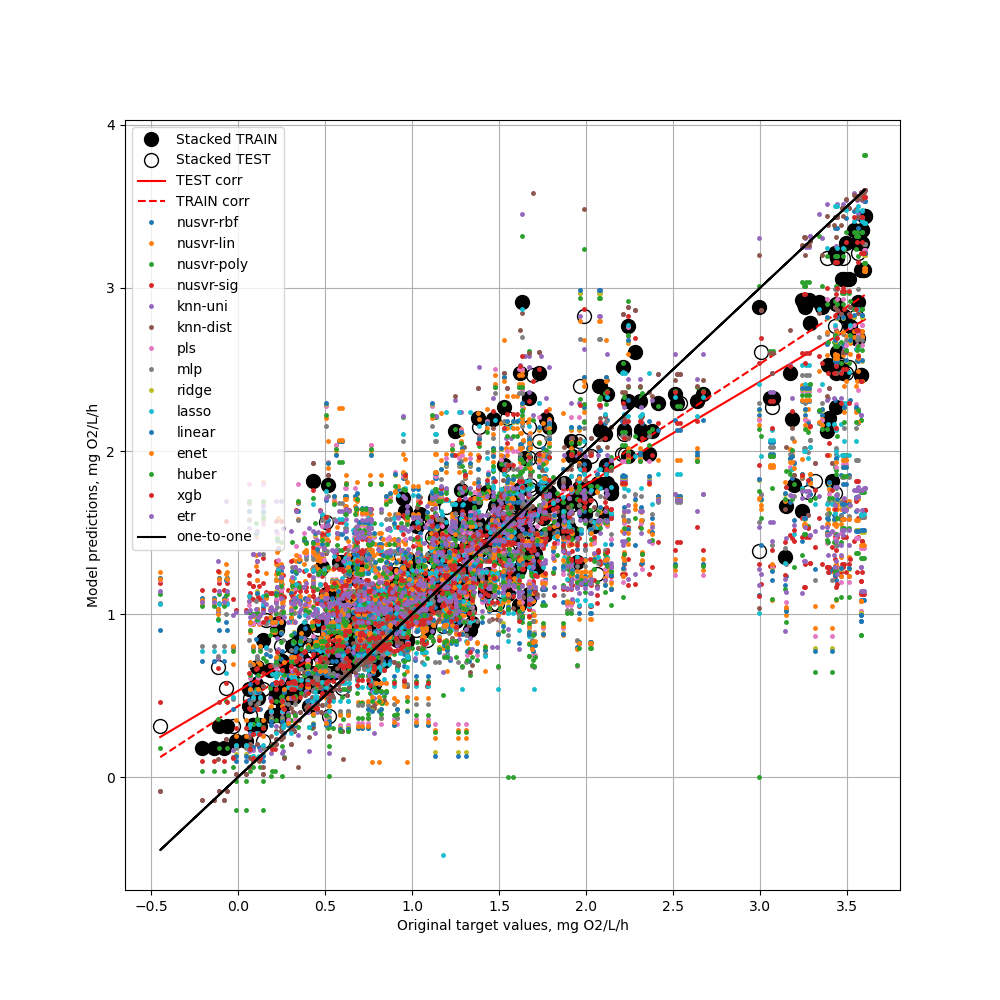 4
3
2
1
0
Model predictions, mg O2/L/h
Stacked TRAIN
Stacked TEST
TEST corr
TRAIN corr
nusvr-rbf
nusvr-lin
nusvr-poly
nusvr-sig
knn-uni
knn-dist
pls
mlp
ridge
lasso
linear
enet
huber
xgb
etr
one-to-one
−0.5 0.0 0.5 1.0 1.5 2.0 2.5 3.0 3.5
Original target values, mg O2/L/h